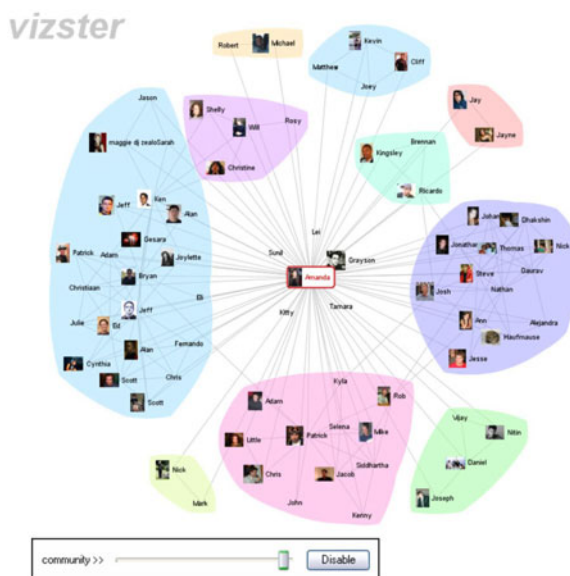 vizster
Robert
Michael
Kevin
Cliff
Matthew
Joey
Jason
Shelly
Will
Rosy
Christine
Jay
Jayne
maggie dj zealoSarah
Kingsley
Brennan
Ricardo
Jeff
Ken
Alan
Gesara
Patrick
Adam
Joylette
Bryan
Christiaan
Jeff
Eli
Julie
Ed
Alan
Fernando
Cynthia
Scott
Chris
Scott
Lei
Sunil
Grayson
Amanda
Kitty
Tamara
Johan
Dhakshin
Jonathan
Thomas
Nick
Steve
Daurav
Josh
Nathan
Ann
Alejandra
Haufmause
Jesse
Kyla
Adam
Rob
Selena
Little
Patrick
Mike
Siddhartha
Chris
Jacob
John
Kenny
Vijay
Nitin
Daniel
Joseph
Nick
Mark
community >>
Disable